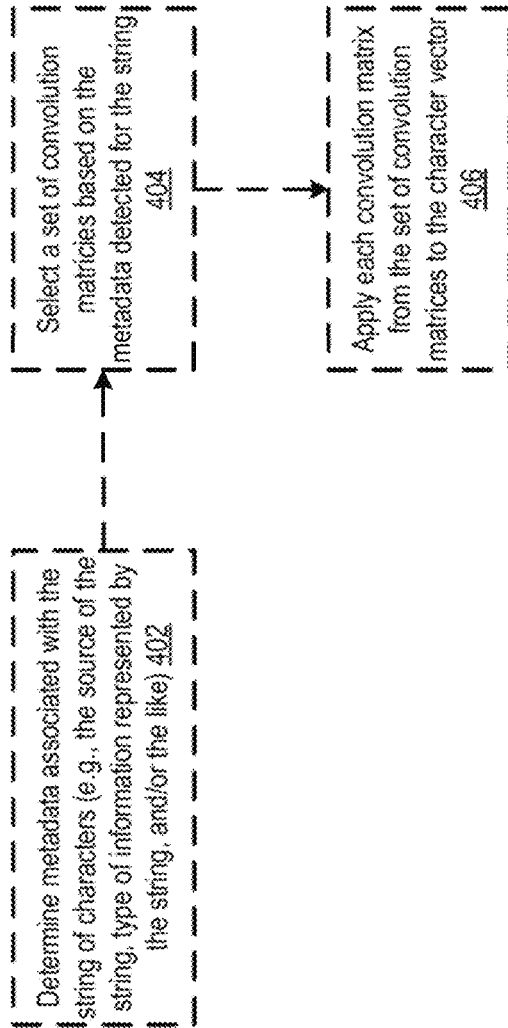 Determine metadata associated with the
string of characters (e.g., the source of the
string, type of information represented by
the string, and/or the like) 402
Select a set of convolution
matricies based on the
metadata detected for the string
404
Apply each convolution matrix
from the set of convolution
matrices to the character vector
406